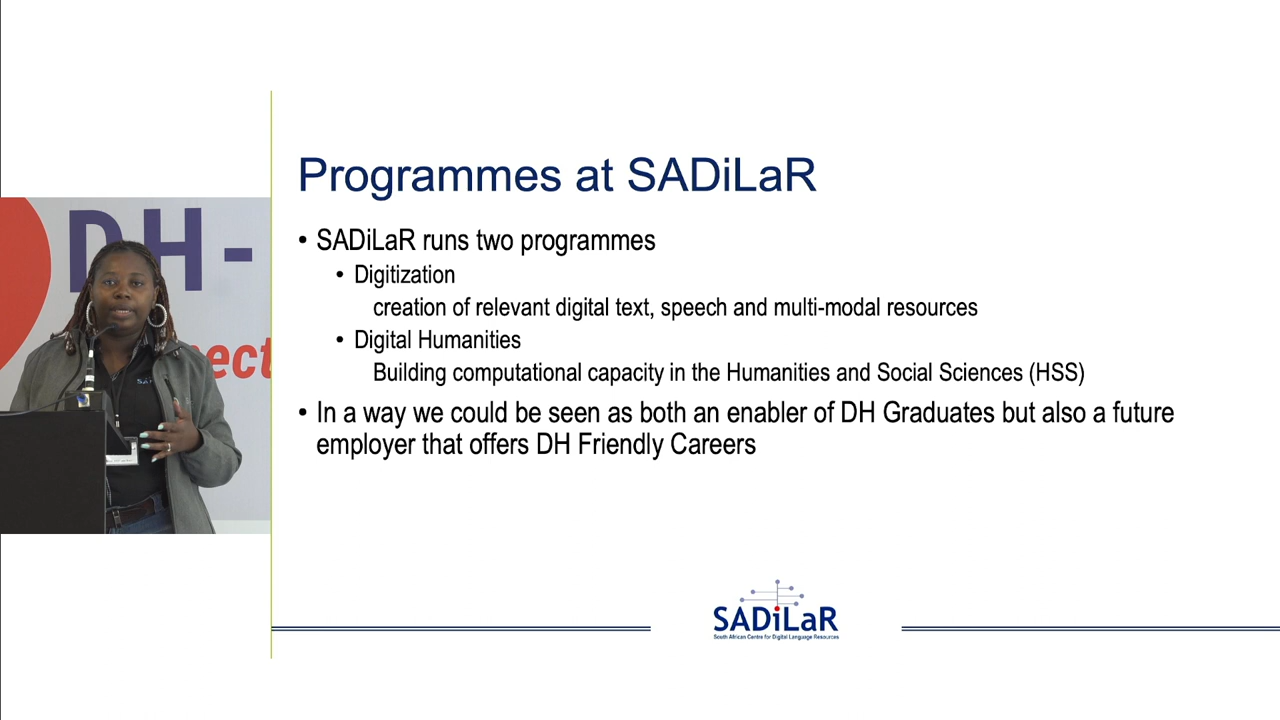 Programmes at SADiLaR
• SADiLaR runs two programmes
• Digitization
creation of relevant digital text, speech and multi-modal resources
• Digital Humanities
Building computational capacity in the Humanities and Social Sciences (HSS)
• In a way we could be seen as both an enabler of DH Graduates but also a future
employer that offers DH Friendly Careers
DH-
nect
SADiLaR
South African Centre for Digital Language Resources